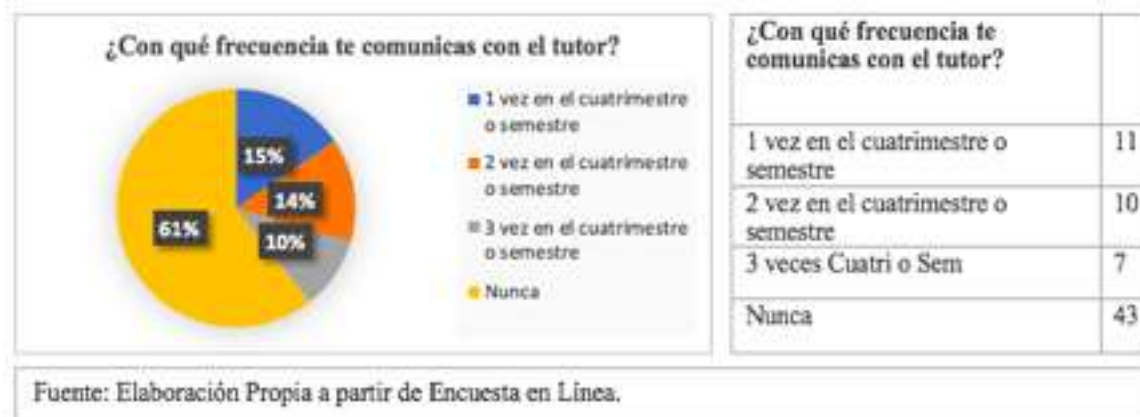 ¿Con qué frecuencia te comunicas con el tutor?
1 vez en el cuatrimestre
o semestre
2 vez en el cuatrimestre
o semestre
3 vez en el cuatrimestre
o semestre
Nunca
15%
14%
10%
61%
¿Con qué frecuencia te
comunicas con el tutor?
1 vez en el cuatrimestre o
semestre
11
2 vez en el cuatrimestre o
semestre
10
3 veces Cuatri o Sem
7
Nunca
43
Fuente: Elaboración Propia a partir de Encuesta en Línea.